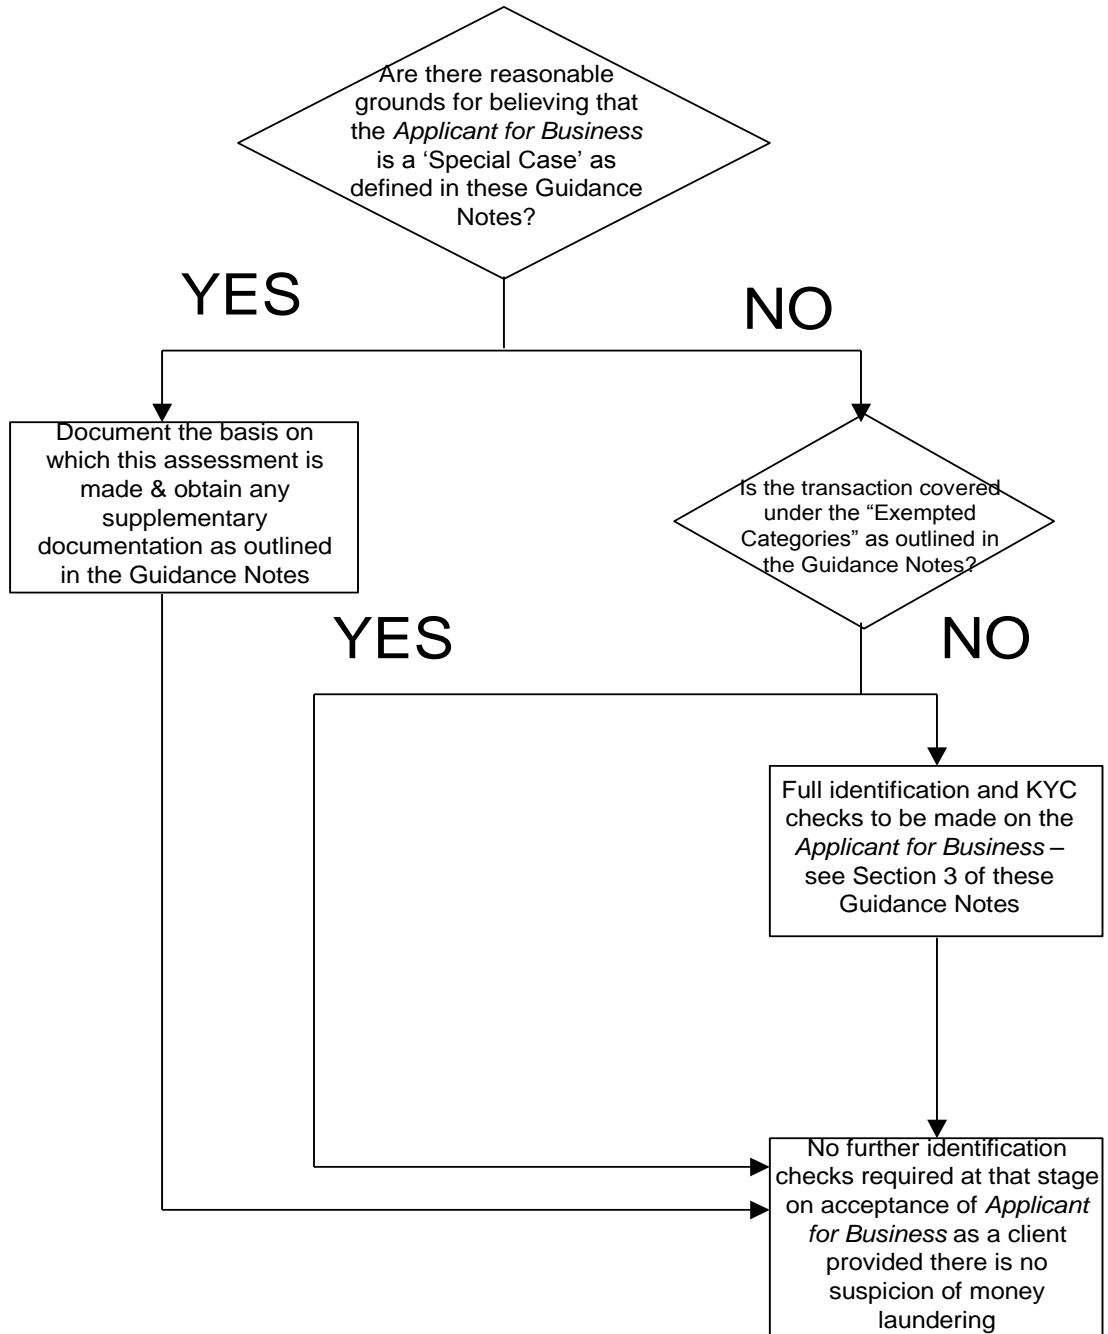 Are there reasonable
grounds for believing that
the Applicant for Business
is a ‘Special Case’ as
defined in these Guidance
Notes?
YES
NO
Document the basis on
which this assessment is
made & obtain any
supplementary
documentation as outlined
in the Guidance Notes
Is the transaction covered
under the “Exempted
Categories” as outlined in
the Guidance Notes?
YES
NO
Full identification and KYC
checks to be made on the
Applicant for Business –
see Section 3 of these
Guidance Notes
No further identification
checks required at that stage
on acceptance of Applicant
for Business as a client
provided there is no
suspicion of money
laundering